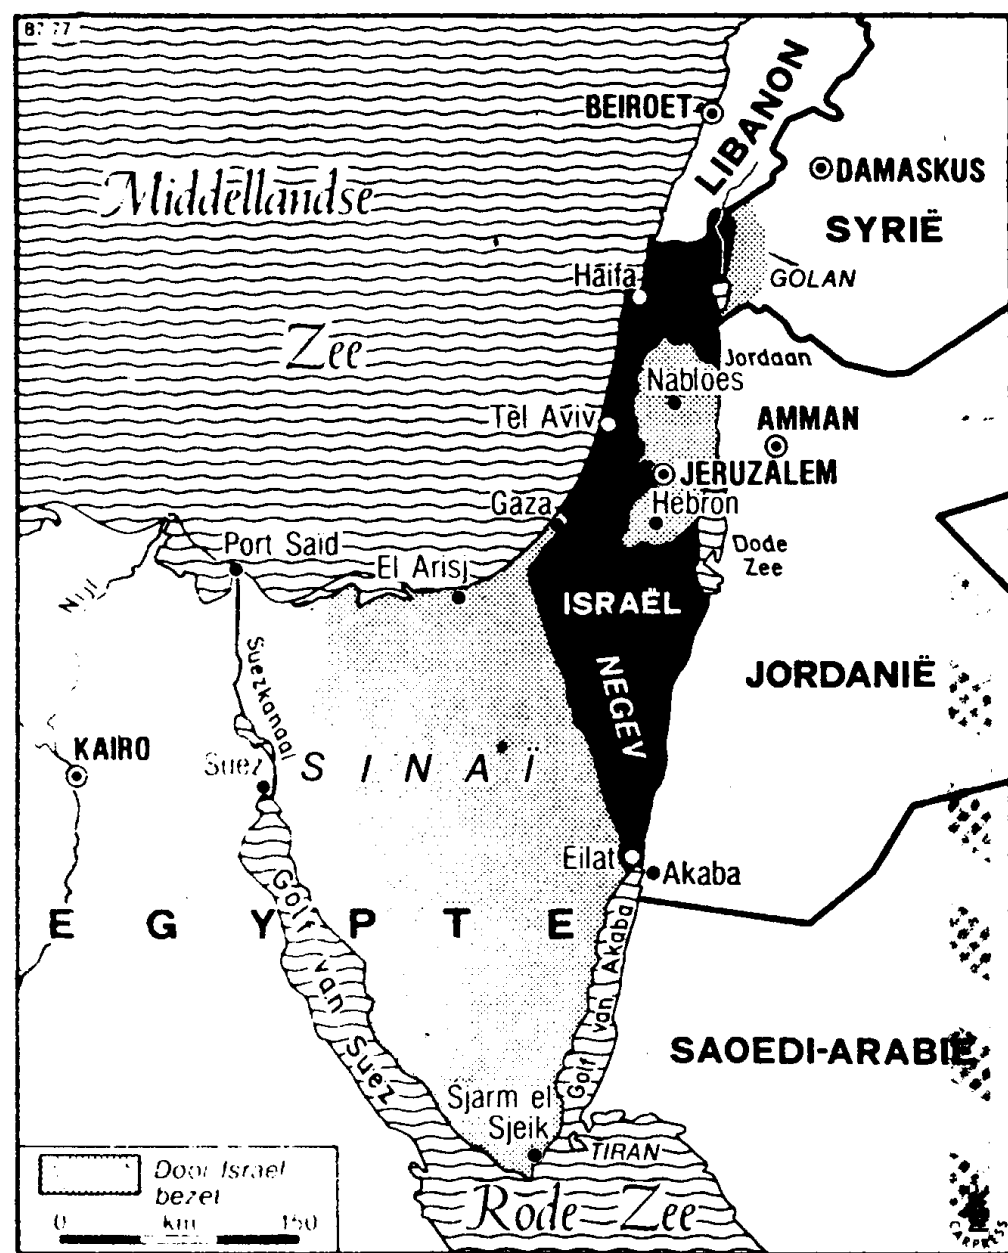 BEIROET
LIBANON
DAMASKUS
SYRIË
Middellandse
Zee
GOLAN
Haifa
Jordaan
Nabloes
Tel Aviv
AMMAN
JERUZALEM
Gaza
Hebron
Port Said
Dode
Zee
El Arisj
Nijl
ISRAËL
Suezkanaal
NEGEV
JORDANIË
KAIRO
Suez
SINAÏ
Eilat
Akaba
EGYPTE
Golf van Suez
Golf van Akaba
SAOEDI-ARABIË
Sjarm el
Sjeik
TIRAN
Rode Zee
Door Israel
bezet
0 km 150
CARPRESS